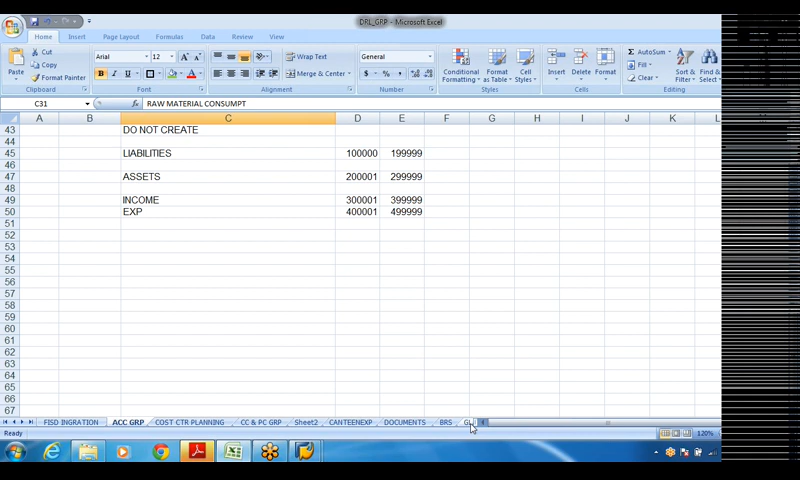 DRL_GRP - Microsoft Excel
Home Insert Page Layout Formulas Data Review View
Paste Cut Copy Format Painter Clipboard
Arial 12 B I U Font
Wrap Text Merge & Center Alignment
General $ % , Number
Conditional Formatting Format as Table Cell Styles Styles
Insert Delete Format Cells
Σ AutoSum Fill Clear Sort & Filter Find & Editing
C31 fx RAW MATERIAL CONSUMPT
A B C D E F G H I J K L
43 DO NOT CREATE
44
45 LIABILITIES 100000 199999
46
47 ASSETS 200001 299999
48
49 INCOME 300001 399999
50 EXP 400001 499999
51
52
53
54
55
56
57
58
59
60
61
62
63
64
65
66
67
FISD INGRATION ACC GRP COST CTR PLANNING CC & PC GRP Sheet2 CANTEENEXP DOCUMENTS BRS
Ready 120%